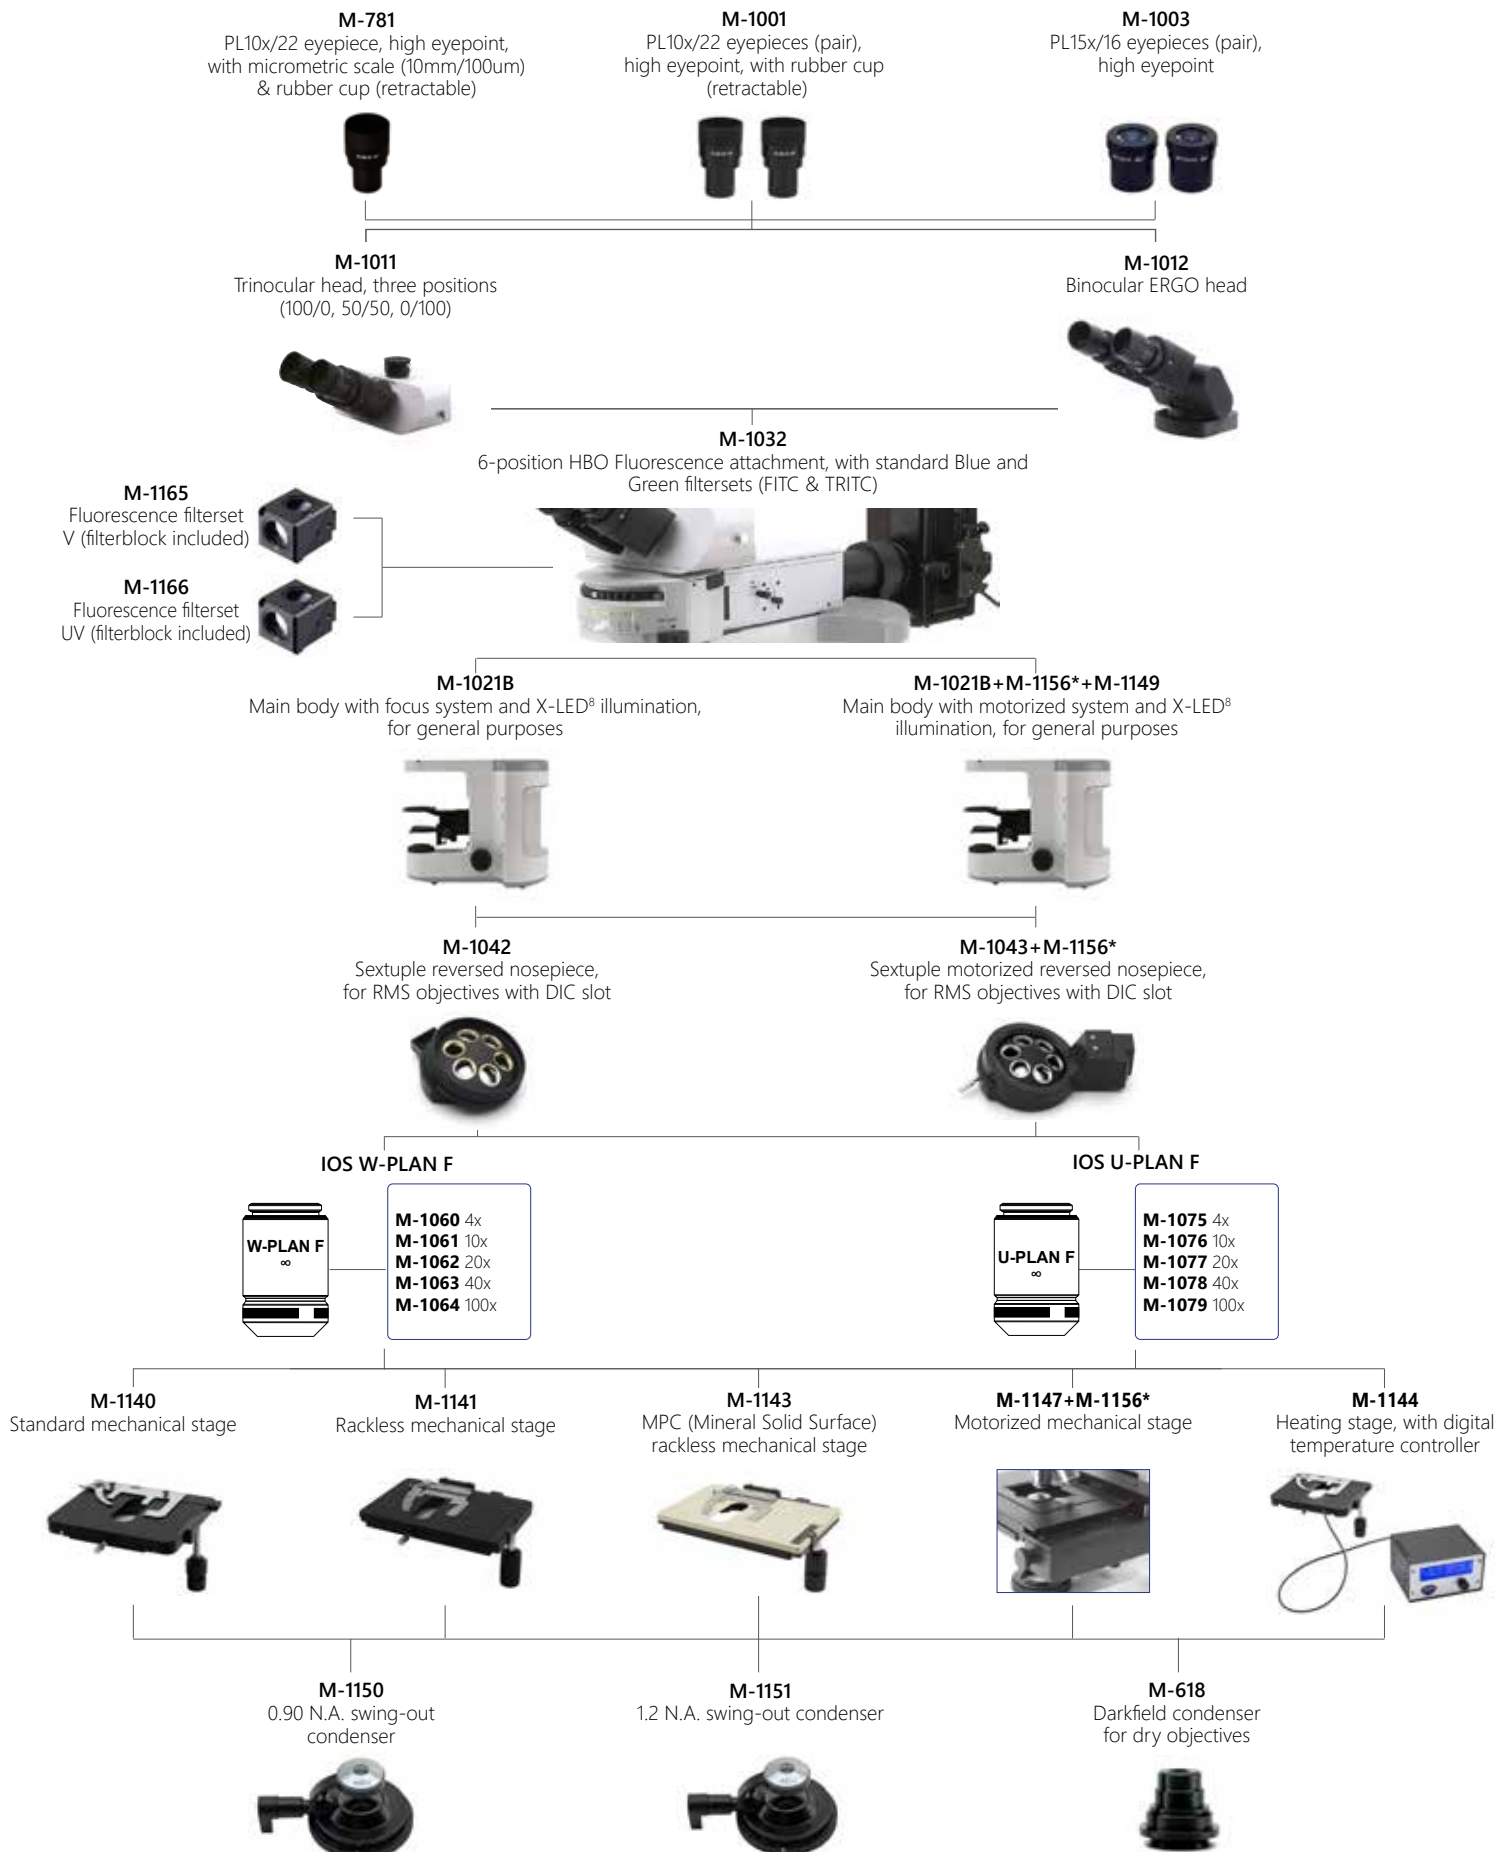 M-781
PL10x/22 eyepiece, high eyepoint,
with micrometric scale (10mm/100um)
& rubber cup (retractable)
M-1001
PL10x/22 eyepieces (pair),
high eyepoint, with rubber cup
(retractable)
M-1003
PL15x/16 eyepieces (pair),
high eyepoint
M-1011
Trinocular head, three positions
(100/0, 50/50, 0/100)
M-1012
Binocular ERGO head
M-1032
6-position HBO Fluorescence attachment, with standard Blue and
Green filtersets (FITC & TRITC)
M-1165
Fluorescence filterset
V (filterblock included)
M-1166
Fluorescence filterset
UV (filterblock included)
M-1021B
Main body with focus system and X-LED⁸ illumination,
for general purposes
M-1021B+M-1156*+M-1149
Main body with motorized system and X-LED⁸
illumination, for general purposes
M-1042
Sextuple reversed nosepiece,
for RMS objectives with DIC slot
M-1043+M-1156*
Sextuple motorized reversed nosepiece,
for RMS objectives with DIC slot
IOS W-PLAN F
W-PLAN F
∞
M-1060 4x
M-1061 10x
M-1062 20x
M-1063 40x
M-1064 100x
IOS U-PLAN F
U-PLAN F
∞
M-1075 4x
M-1076 10x
M-1077 20x
M-1078 40x
M-1079 100x
M-1140
Standard mechanical stage
M-1141
Rackless mechanical stage
M-1143
MPC (Mineral Solid Surface)
rackless mechanical stage
M-1147+M-1156*
Motorized mechanical stage
M-1144
Heating stage, with digital
temperature controller
M-1150
0.90 N.A. swing-out
condenser
M-1151
1.2 N.A. swing-out condenser
M-618
Darkfield condenser
for dry objectives